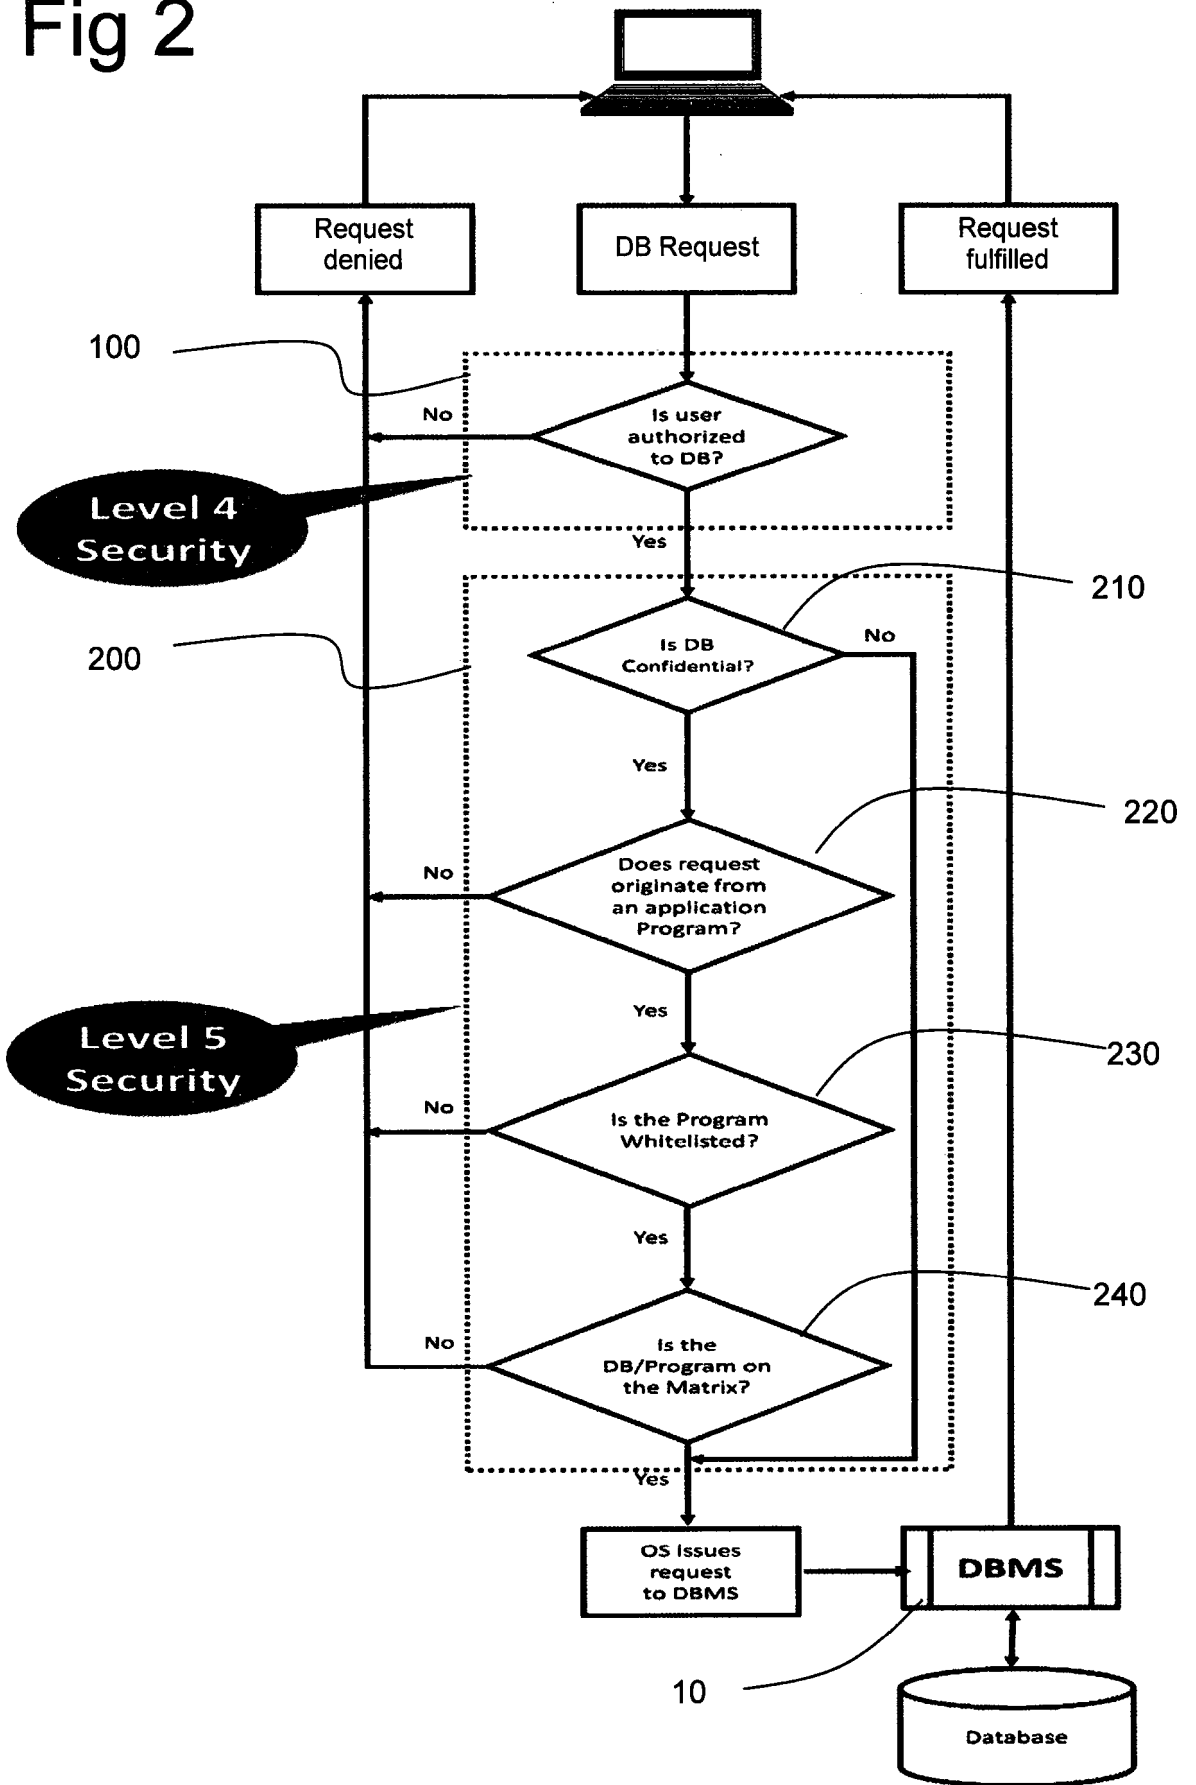 Fig 2
Request
denied
DB Request
Request
fulfilled
100
No
Is user
authorized
to DB?
Level 4
Security
Yes
210
200
Is DB
Confidential?
No
Yes
220
No
Does request
originate from
an application
Program?
Yes
Level 5
Security
230
No
Is the Program
Whitelisted?
Yes
240
No
Is the
DB/Program on
the Matrix?
Yes
OS Issues
request
to DBMS
DBMS
10
Database